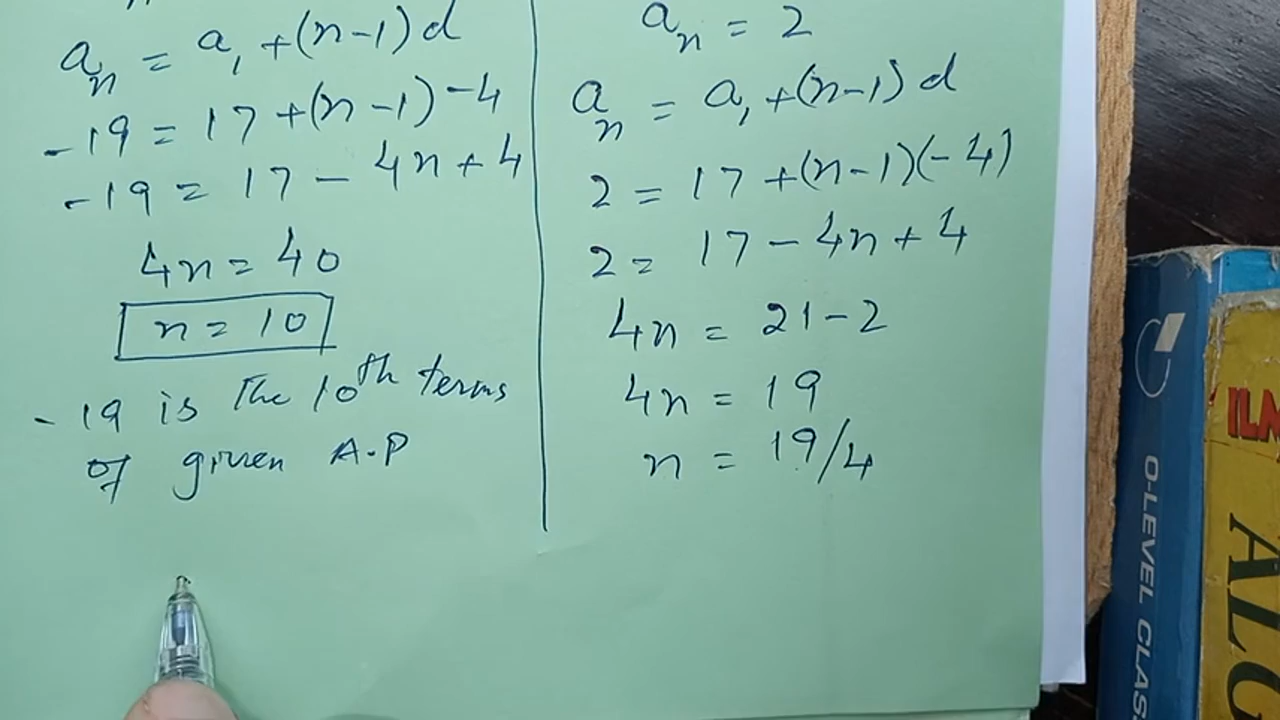 aₙ = a₁ +(n-1)d
-19 = 17 +(n-1)-4
-19 = 17 - 4n + 4
4n = 40
n = 10
-19 is the 10th terms
of given A.P
aₙ = 2
aₙ = a₁ +(n-1)d
2 = 17 +(n-1)(-4)
2 = 17 - 4n + 4
4n = 21-2
4n = 19
n = 19/4
O-LEVEL CLAS